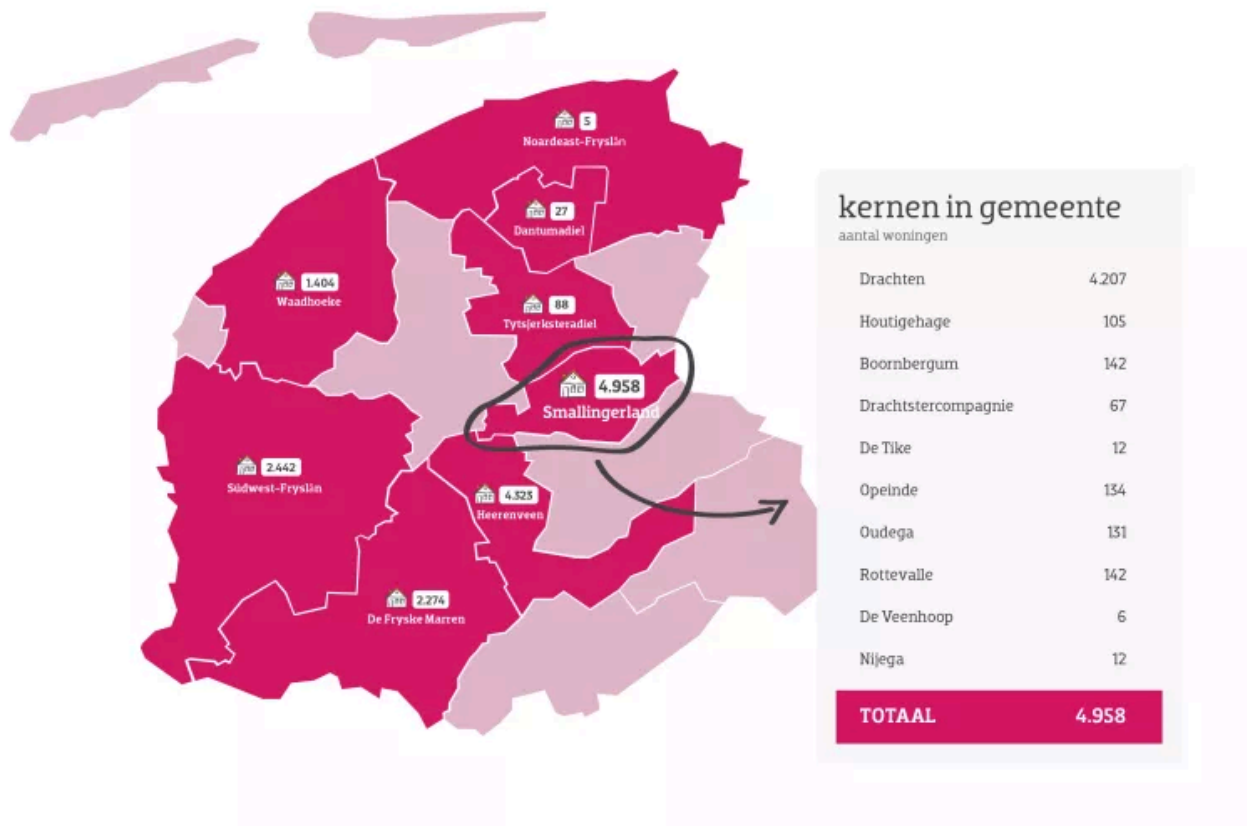 5
Noardeast-Fryslân
27
Dantumadiel
1.404
Waadhoeke
88
Tytsjerksteradiel
4.958
Smallingerland
2.442
Súdwest-Fryslân
4.323
Heerenveen
2.274
De Fryske Marren
kernen in gemeente
aantal woningen
Drachten 4.207
Houtigehage 105
Boornbergum 142
Drachtstercompagnie 67
De Tike 12
Opeinde 134
Oudega 131
Rottevalle 142
De Veenhoop 6
Nijega 12
TOTAAL 4.958